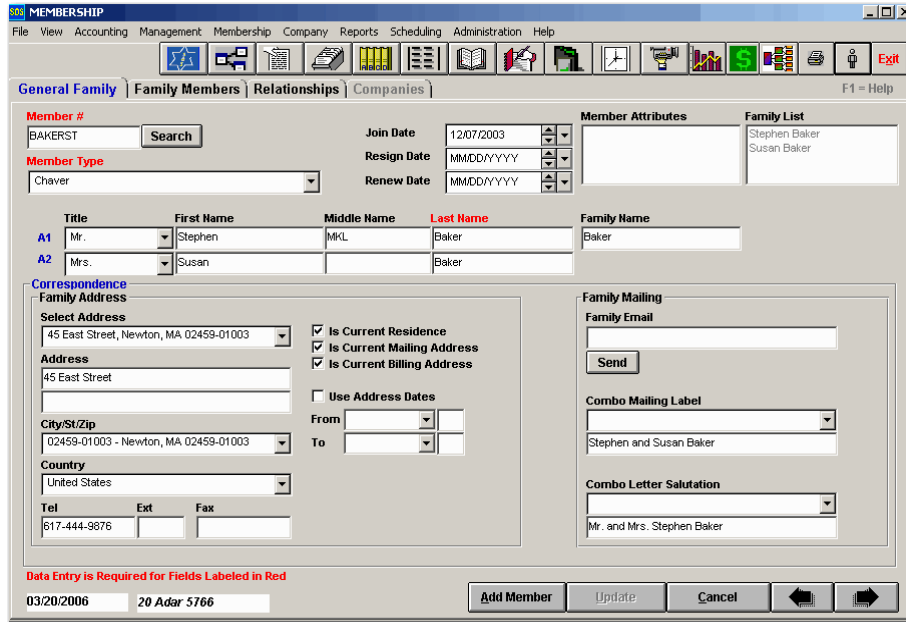 SOS MEMBERSHIP
File View Accounting Management Membership Company Reports Scheduling Administration Help
Exit
General Family Family Members Relationships Companies F1 = Help
Member #
BAKERST Search
Member Type
Chaver
Join Date 12/07/2003
Resign Date MM/DD/YYYY
Renew Date MM/DD/YYYY
Member Attributes
Family List
Stephen Baker
Susan Baker
Title First Name Middle Name Last Name Family Name
A1 Mr. Stephen MKL Baker Baker
A2 Mrs. Susan Baker
Correspondence
Family Address
Select Address
45 East Street, Newton, MA 02459-01003
Address
45 East Street
City/St/Zip
02459-01003 - Newton, MA 02459-01003
Country
United States
Tel Ext Fax
617-444-9876
Is Current Residence
Is Current Mailing Address
Is Current Billing Address
Use Address Dates
From
To
Family Mailing
Family Email
Send
Combo Mailing Label
Stephen and Susan Baker
Combo Letter Salutation
Mr. and Mrs. Stephen Baker
Data Entry is Required for Fields Labeled in Red
03/20/2006 20 Adar 5766 Add Member Update Cancel